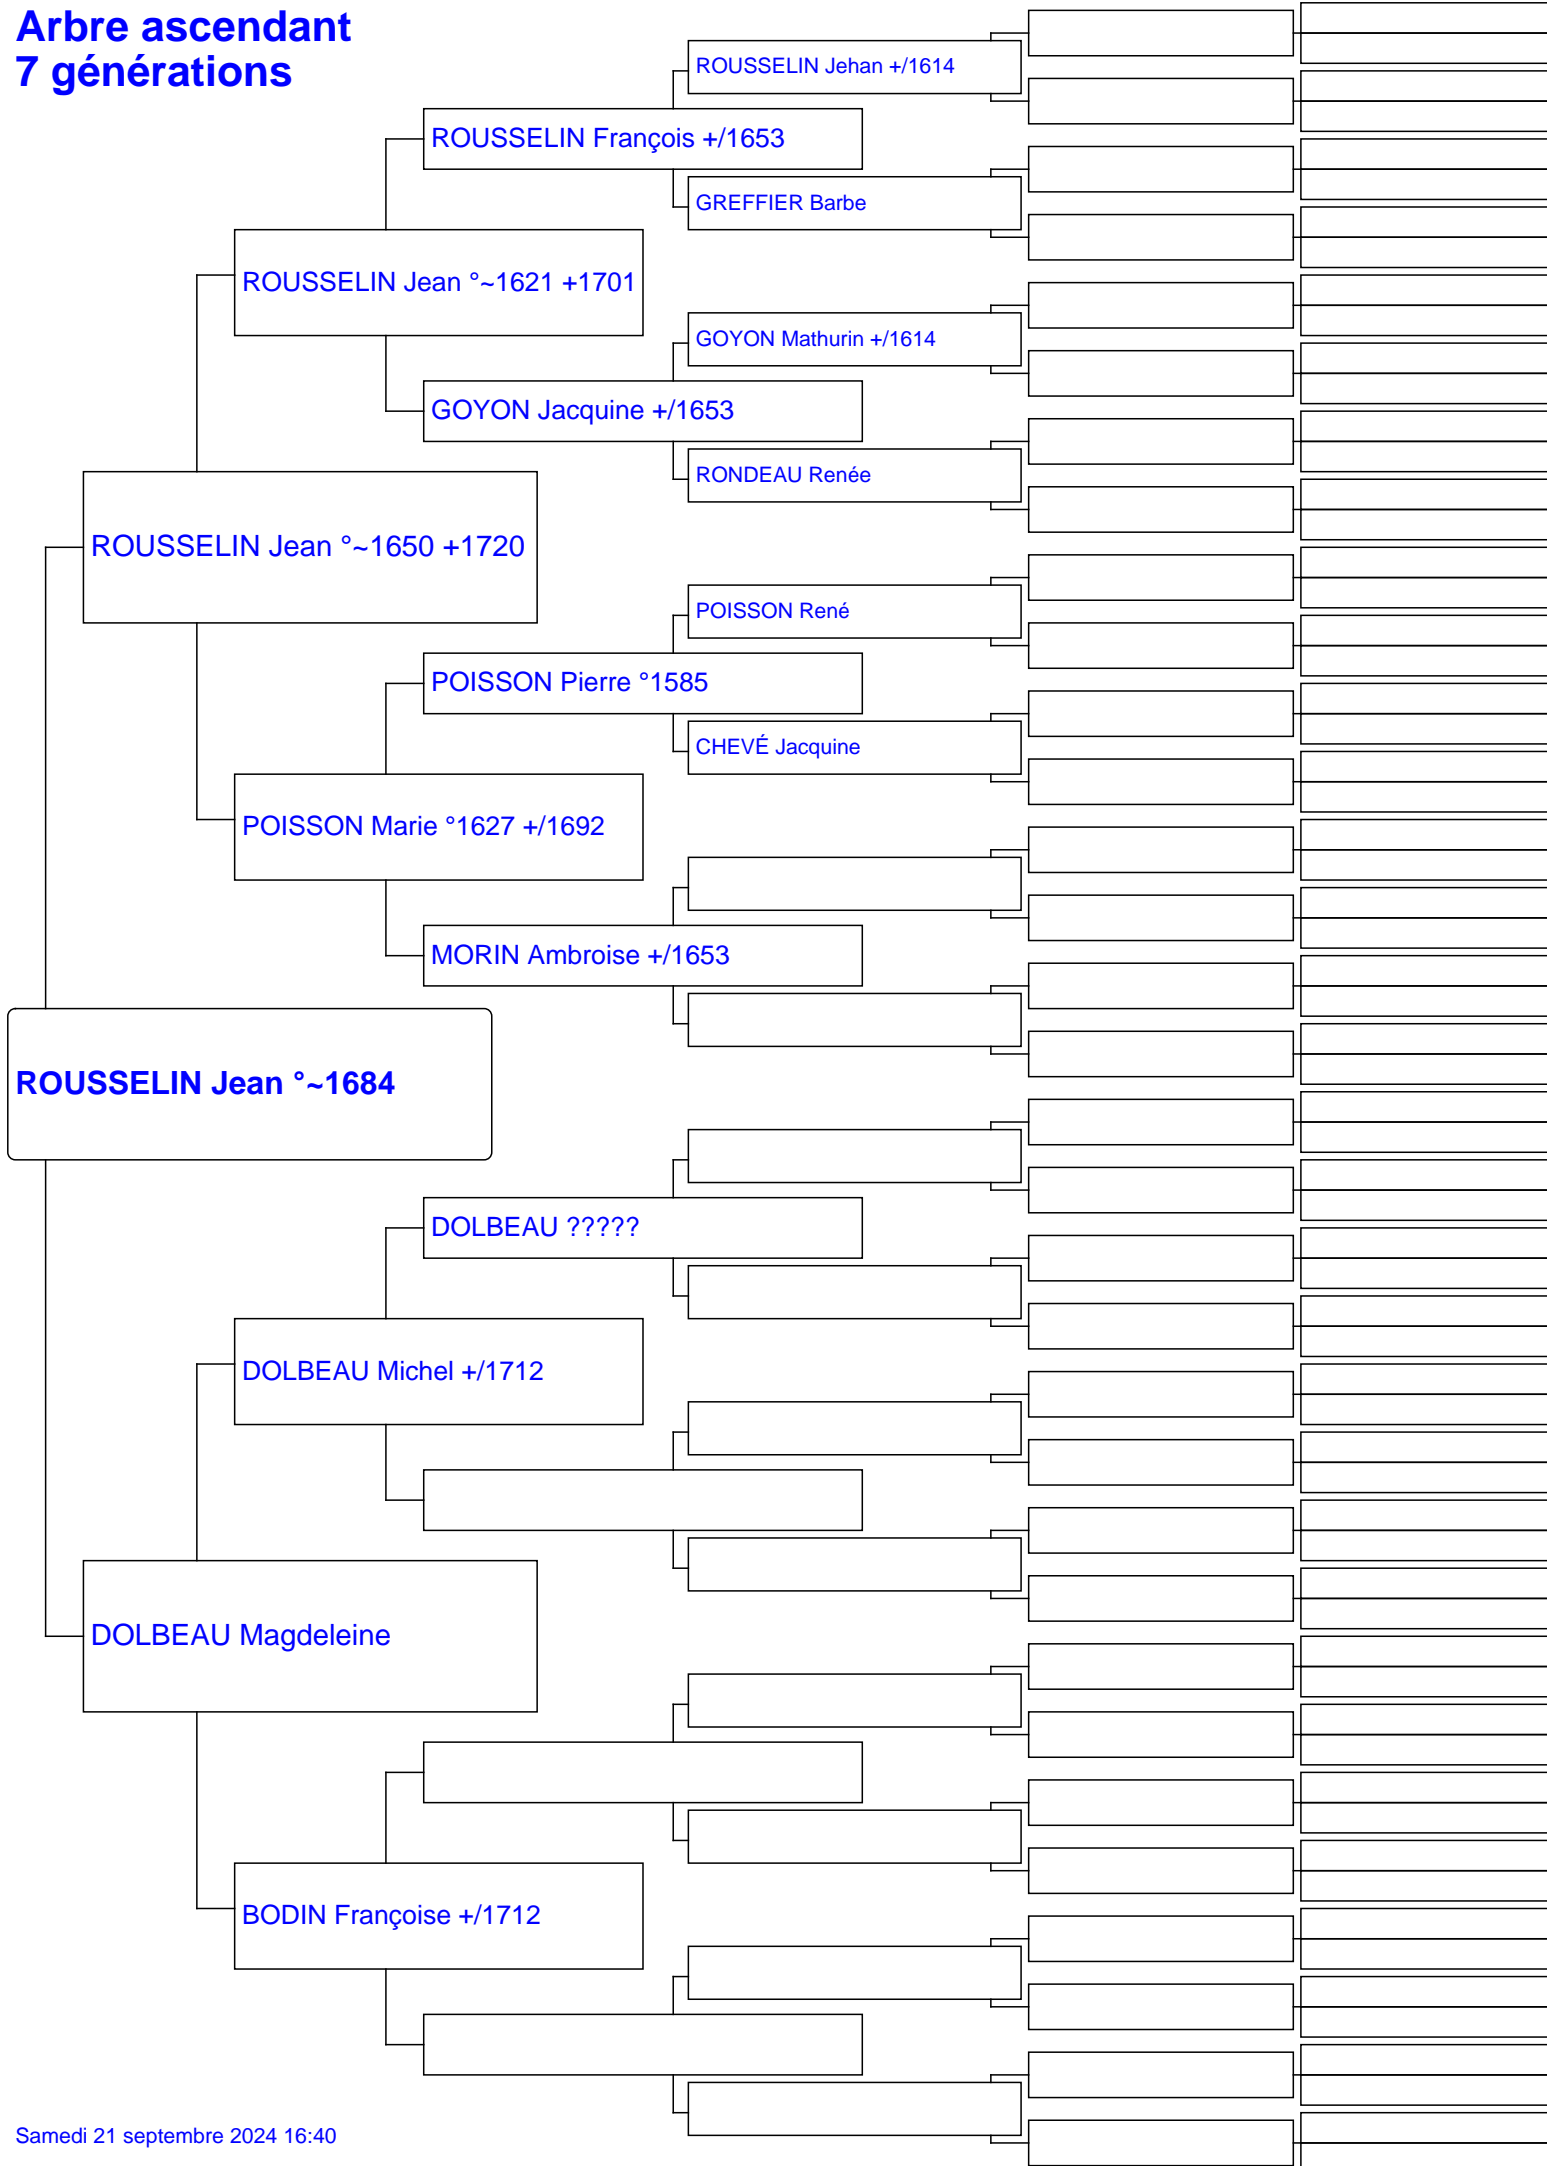 Arbre ascendant
7 générations
ROUSSELIN Jehan +/1614
ROUSSELIN François +/1653
GREFFIER Barbe
ROUSSELIN Jean °~1621 +1701
GOYON Mathurin +/1614
GOYON Jacquine +/1653
RONDEAU Renée
ROUSSELIN Jean °~1650 +1720
POISSON René
POISSON Pierre °1585
CHEVÉ Jacquine
POISSON Marie °1627 +/1692
MORIN Ambroise +/1653
ROUSSELIN Jean °~1684
DOLBEAU ?????
DOLBEAU Michel +/1712
DOLBEAU Magdeleine
BODIN Françoise +/1712
Samedi 21 septembre 2024 16:40